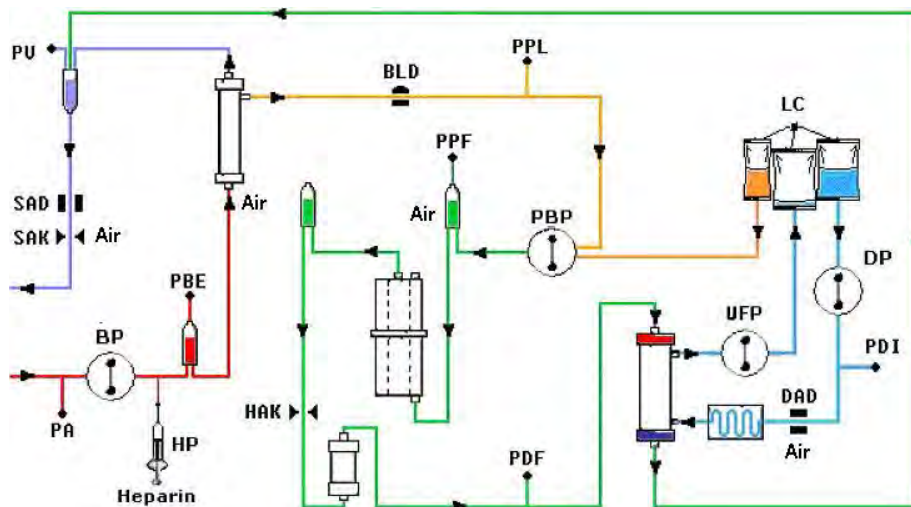 PV
BLD
PPL
LC
PPF
Air
SAD
SAK
Air
Air
PBP
DP
PBE
BP
UFP
PDI
PA
HP
HAK
DAD
Air
PDF
Heparin